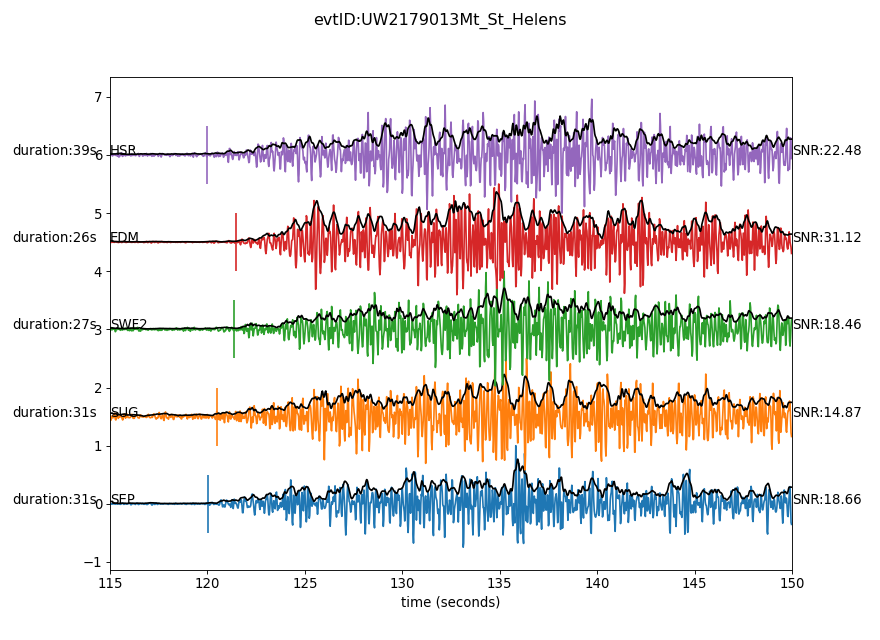 evtID:UW2179013Mt_St_Helens
7
duration:39s 6 HSR SNR:22.48
5
duration:26s EDM SNR:31.12
4
duration:27s 3 SWF2 SNR:18.46
2
duration:31s SUG SNR:14.87
1
duration:31s 0 SEP SNR:18.66
−1
115 120 125 130 135 140 145 150
time (seconds)